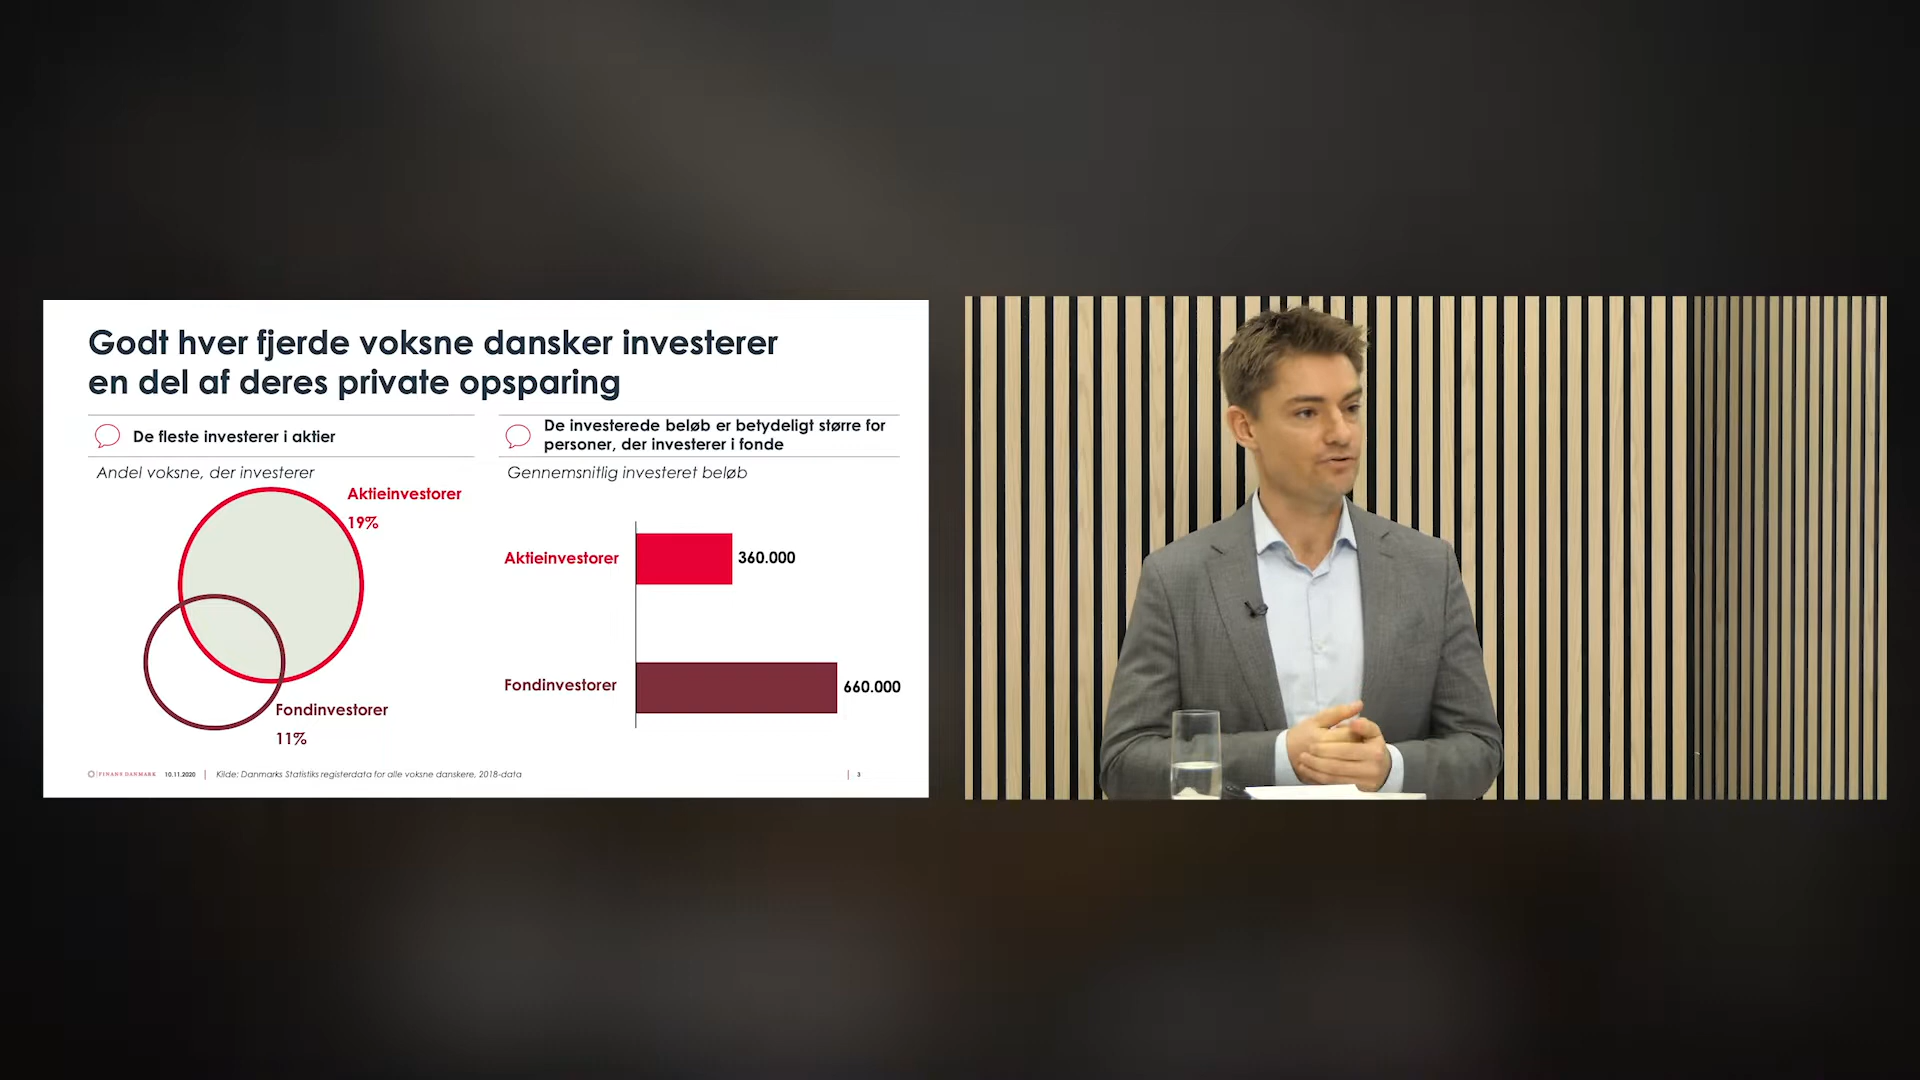 Godt hver fjerde voksne dansker investerer
en del af deres private opsparing
De fleste investerer i aktier
Andel voksne, der investerer
Aktieinvestorer
19%
Fondinvestorer
11%
De investerede beløb er betydeligt større for
personer, der investerer i fonde
Gennemsnitlig investeret beløb
Aktieinvestorer
360.000
Fondinvestorer
660.000
FINANS DANMARK
10.11.2020
Kilde: Danmarks Statistiks registerdata for alle voksne danskere, 2018-data
3